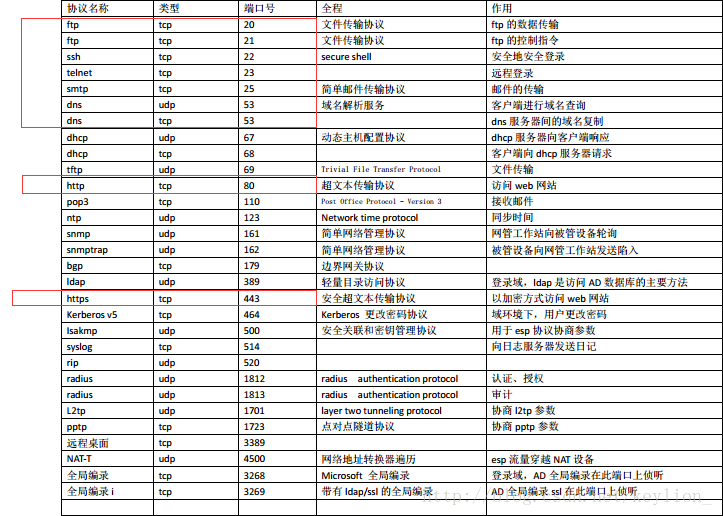 协议名称 类型 端口号 全程 作用
ftp tcp 20 文件传输协议 ftp 的数据传输
ftp tcp 21 文件传输协议 ftp 的控制指令
ssh tcp 22 secure shell 安全地安全登录
telnet tcp 23 远程登录
smtp tcp 25 简单邮件传输协议 邮件的传输
dns udp 53 域名解析服务 客户端进行域名查询
dns tcp 53 dns 服务器间的域名复制
dhcp udp 67 动态主机配置协议 dhcp 服务器向客户端响应
dhcp tcp 68 客户端向 dhcp 服务器请求
tftp udp 69 Trivial File Transfer Protocol 文件传输
http tcp 80 超文本传输协议 访问 web 网站
pop3 tcp 110 Post Office Protocol - Version 3 接收邮件
ntp udp 123 Network time protocol 同步时间
snmp udp 161 简单网络管理协议 网管工作站向被管设备轮询
snmptrap udp 162 简单网络管理协议 被管设备向网管工作站发送陷入
bgp tcp 179 边界网关协议
ldap udp 389 轻量目录访问协议 登录域，ldap 是访问 AD 数据库的主要方法
https tcp 443 安全超文本传输协议 以加密方式访问 web 网站
Kerberos v5 tcp 464 Kerberos 更改密码协议 域环境下，用户更改密码
Isakmp udp 500 安全关联和密钥管理协议 用于 esp 协议协商参数
syslog tcp 514 向日志服务器发送日记
rip udp 520
radius udp 1812 radius authentication protocol 认证、授权
radius udp 1813 radius authentication protocol 审计
L2tp udp 1701 layer two tunneling protocol 协商 l2tp 参数
pptp tcp 1723 点对点隧道协议 协商 pptp 参数
远程桌面 tcp 3389
NAT-T udp 4500 网络地址转换器遍历 esp 流量穿越 NAT 设备
全局编录 tcp 3268 Microsoft 全局编录 登录域，AD 全局编录在此端口上侦听
全局编录 i tcp 3269 带有 ldap/ssl 的全局编录 AD 全局编录 ssl 在此端口上侦听